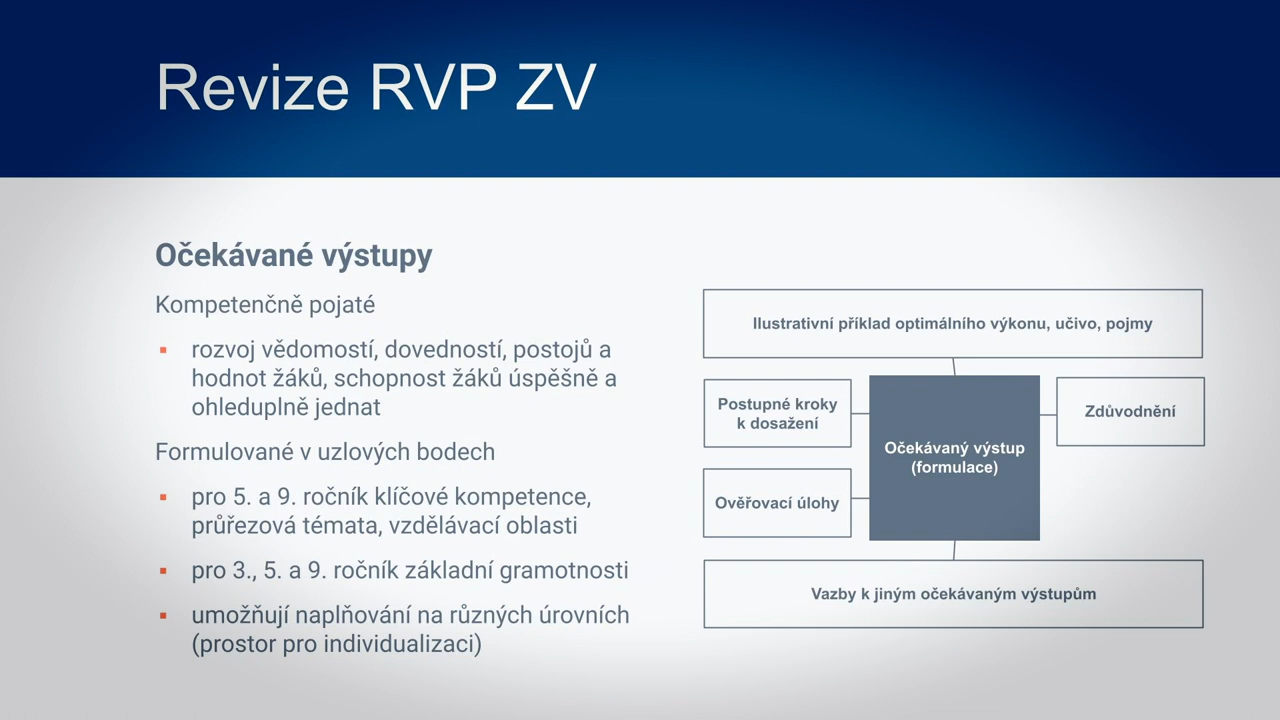 Revize RVP ZV
Očekávané výstupy
Kompetenčně pojaté
▪ rozvoj vědomostí, dovedností, postojů a
hodnot žáků, schopnost žáků úspěšně a
ohleduplně jednat
Formulované v uzlových bodech
▪ pro 5. a 9. ročník klíčové kompetence,
průřezová témata, vzdělávací oblasti
▪ pro 3., 5. a 9. ročník základní gramotnosti
▪ umožňují naplňování na různých úrovních
(prostor pro individualizaci)
Ilustrativní příklad optimálního výkonu, učivo, pojmy
Postupné kroky
k dosažení
Očekávaný výstup
(formulace)
Zdůvodnění
Ověřovací úlohy
Vazby k jiným očekávaným výstupům